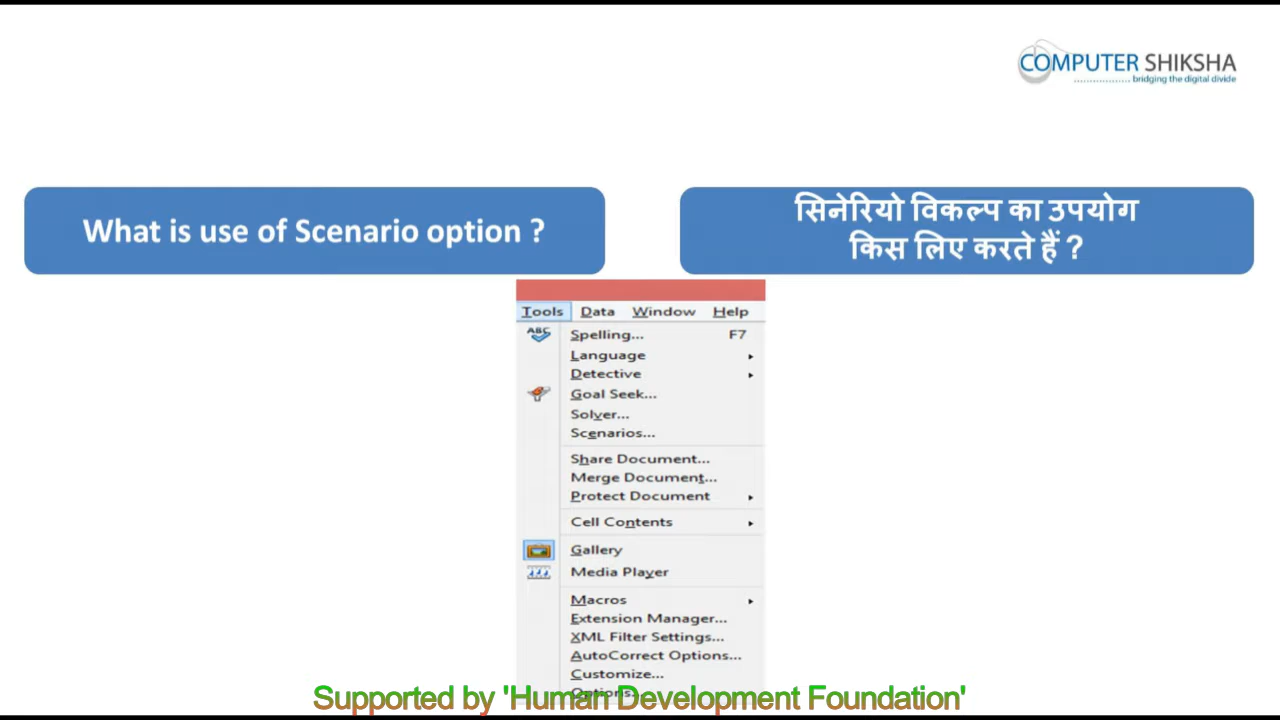 COMPUTER SHIKSHA
bridging the digital divide
What is use of Scenario option ?
सिनेरियो विकल्प का उपयोग
किस लिए करते हैं ?
Tools Data Window Help
Spelling... F7
Language
Detective
Goal Seek...
Solver...
Scenarios...
Share Document...
Merge Document...
Protect Document
Cell Contents
Gallery
Media Player
Macros
Extension Manager...
XML Filter Settings...
AutoCorrect Options...
Customize...
Options...
Supported by 'Human Development Foundation'